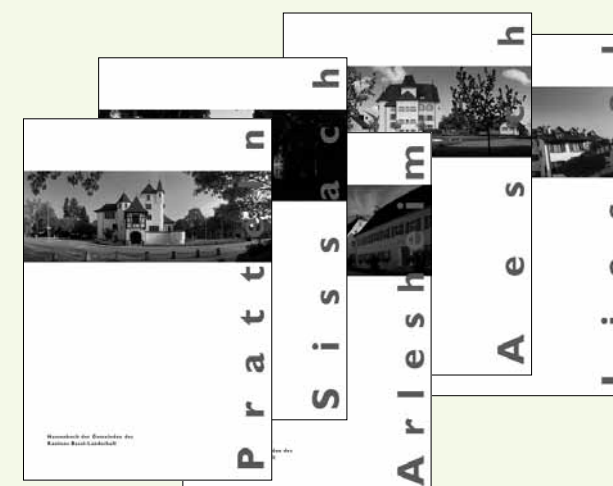 Pratteln
Namenbuch der Gemeinden des
Kantons Basel-Landschaft
Sissach
Arlesheim
Aesch